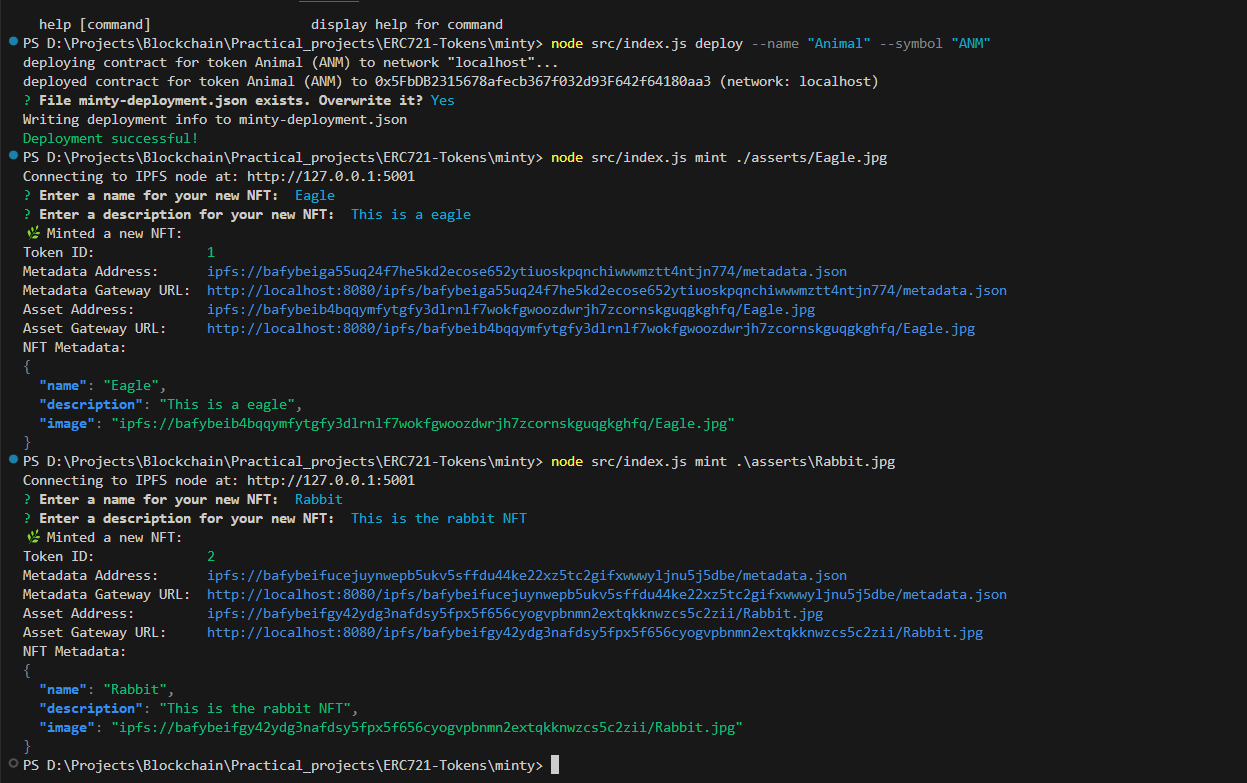 help [command]                    display help for command
PS D:\Projects\Blockchain\Practical_projects\ERC721-Tokens\minty> node src/index.js deploy --name "Animal" --symbol "ANM"
deploying contract for token Animal (ANM) to network "localhost"...
deployed contract for token Animal (ANM) to 0x5FbDB2315678afecb367f032d93F642f64180aa3 (network: localhost)
? File minty-deployment.json exists. Overwrite it? Yes
Writing deployment info to minty-deployment.json
Deployment successful!
PS D:\Projects\Blockchain\Practical_projects\ERC721-Tokens\minty> node src/index.js mint ./asserts/Eagle.jpg
Connecting to IPFS node at: http://127.0.0.1:5001
? Enter a name for your new NFT:  Eagle
? Enter a description for your new NFT:  This is a eagle
🌿 Minted a new NFT:
Token ID:              1
Metadata Address:      ipfs://bafybeiga55uq24f7he5kd2ecose652ytiuoskpqnchiwwwmztt4ntjn774/metadata.json
Metadata Gateway URL:  http://localhost:8080/ipfs/bafybeiga55uq24f7he5kd2ecose652ytiuoskpqnchiwwwmztt4ntjn774/metadata.json
Asset Address:         ipfs://bafybeib4bqqymfytgfy3dlrnlf7wokfgwoozdwrjh7zcornskguqgkghfq/Eagle.jpg
Asset Gateway URL:     http://localhost:8080/ipfs/bafybeib4bqqymfytgfy3dlrnlf7wokfgwoozdwrjh7zcornskguqgkghfq/Eagle.jpg
NFT Metadata:
{
  "name": "Eagle",
  "description": "This is a eagle",
  "image": "ipfs://bafybeib4bqqymfytgfy3dlrnlf7wokfgwoozdwrjh7zcornskguqgkghfq/Eagle.jpg"
}
PS D:\Projects\Blockchain\Practical_projects\ERC721-Tokens\minty> node src/index.js mint .\asserts\Rabbit.jpg
Connecting to IPFS node at: http://127.0.0.1:5001
? Enter a name for your new NFT:  Rabbit
? Enter a description for your new NFT:  This is the rabbit NFT
🌿 Minted a new NFT:
Token ID:              2
Metadata Address:      ipfs://bafybeifucejuynwepb5ukv5sffdu44ke22xz5tc2gifxwwwyljnu5j5dbe/metadata.json
Metadata Gateway URL:  http://localhost:8080/ipfs/bafybeifucejuynwepb5ukv5sffdu44ke22xz5tc2gifxwwwyljnu5j5dbe/metadata.json
Asset Address:         ipfs://bafybeifgy42ydg3nafdsy5fpx5f656cyogvpbnmn2extqkknwzcs5c2zii/Rabbit.jpg
Asset Gateway URL:     http://localhost:8080/ipfs/bafybeifgy42ydg3nafdsy5fpx5f656cyogvpbnmn2extqkknwzcs5c2zii/Rabbit.jpg
NFT Metadata:
{
  "name": "Rabbit",
  "description": "This is the rabbit NFT",
  "image": "ipfs://bafybeifgy42ydg3nafdsy5fpx5f656cyogvpbnmn2extqkknwzcs5c2zii/Rabbit.jpg"
}
PS D:\Projects\Blockchain\Practical_projects\ERC721-Tokens\minty>